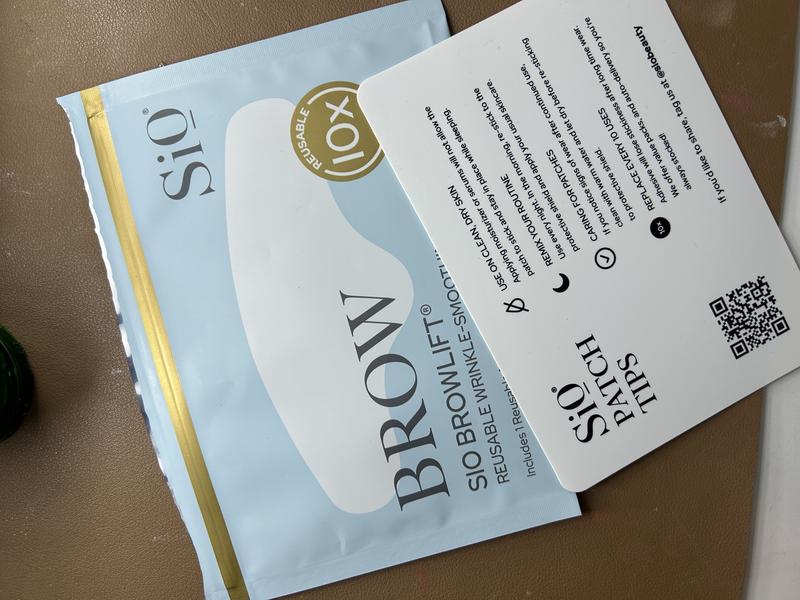 SiO®
REUSABLE
10X
BROW
SIO BROWLIFT®
REUSABLE WRINKLE-SMOOTH
Includes 1 Reusable
SiO®
PATCH
TIPS
USE ON CLEAN, DRY SKIN
Applying moisturizer or serums will not allow the
patch to stick and stay in place while sleeping.
REMIX YOUR ROUTINE
Use every night. In the morning, re-stick to the
protective shield and apply your usual skincare.
CARING FOR PATCHES
If you notice signs of wear after continued use,
clean with warm water and let dry before re-sticking
to protective shield.
10x
REPLACE EVERY 10 USES
Adhesive will lose stickiness after long time wear.
We offer value packs and auto-delivery so you're
always stocked!
If you'd like to share, tag us at @siobeauty